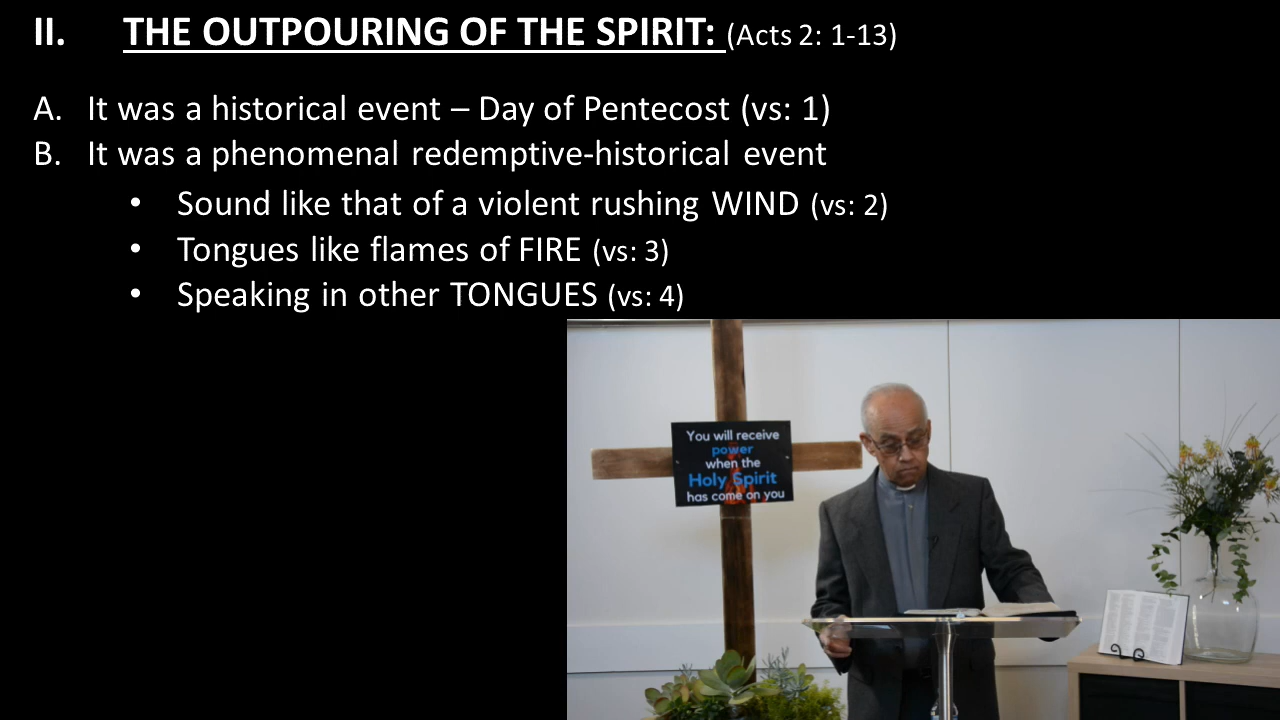 II. THE OUTPOURING OF THE SPIRIT: (Acts 2: 1-13)
A. It was a historical event – Day of Pentecost (vs: 1)
B. It was a phenomenal redemptive-historical event
• Sound like that of a violent rushing WIND (vs: 2)
• Tongues like flames of FIRE (vs: 3)
• Speaking in other TONGUES (vs: 4)
You will receive
power
when the
Holy Spirit
has come on you